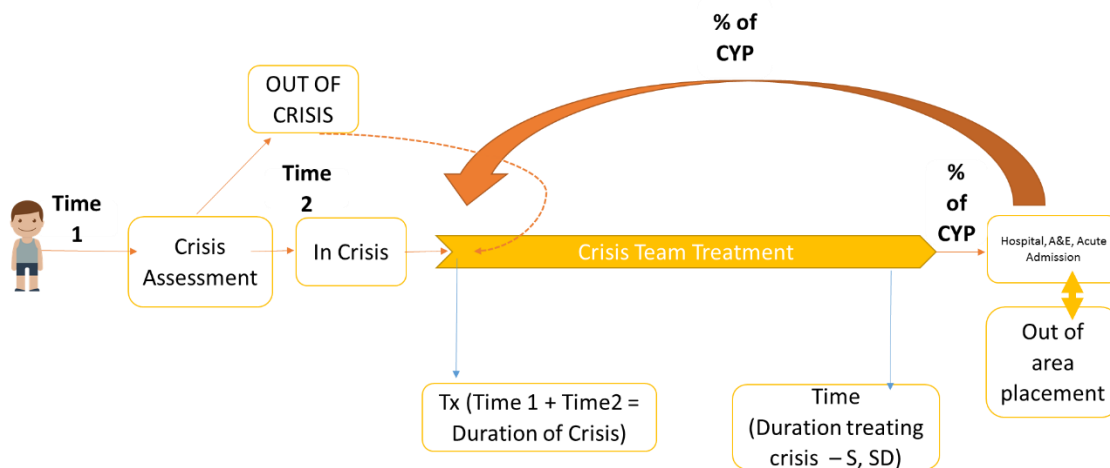 % of
CYP
OUT OF
CRISIS
Time
1
Time
2
%
of
CYP
Crisis
Assessment
In Crisis
Crisis Team Treatment
Hospital, A&E, Acute
Admission
Out of
area
placement
Tx (Time 1 + Time2 =
Duration of Crisis)
Time
(Duration treating
crisis – S, SD)